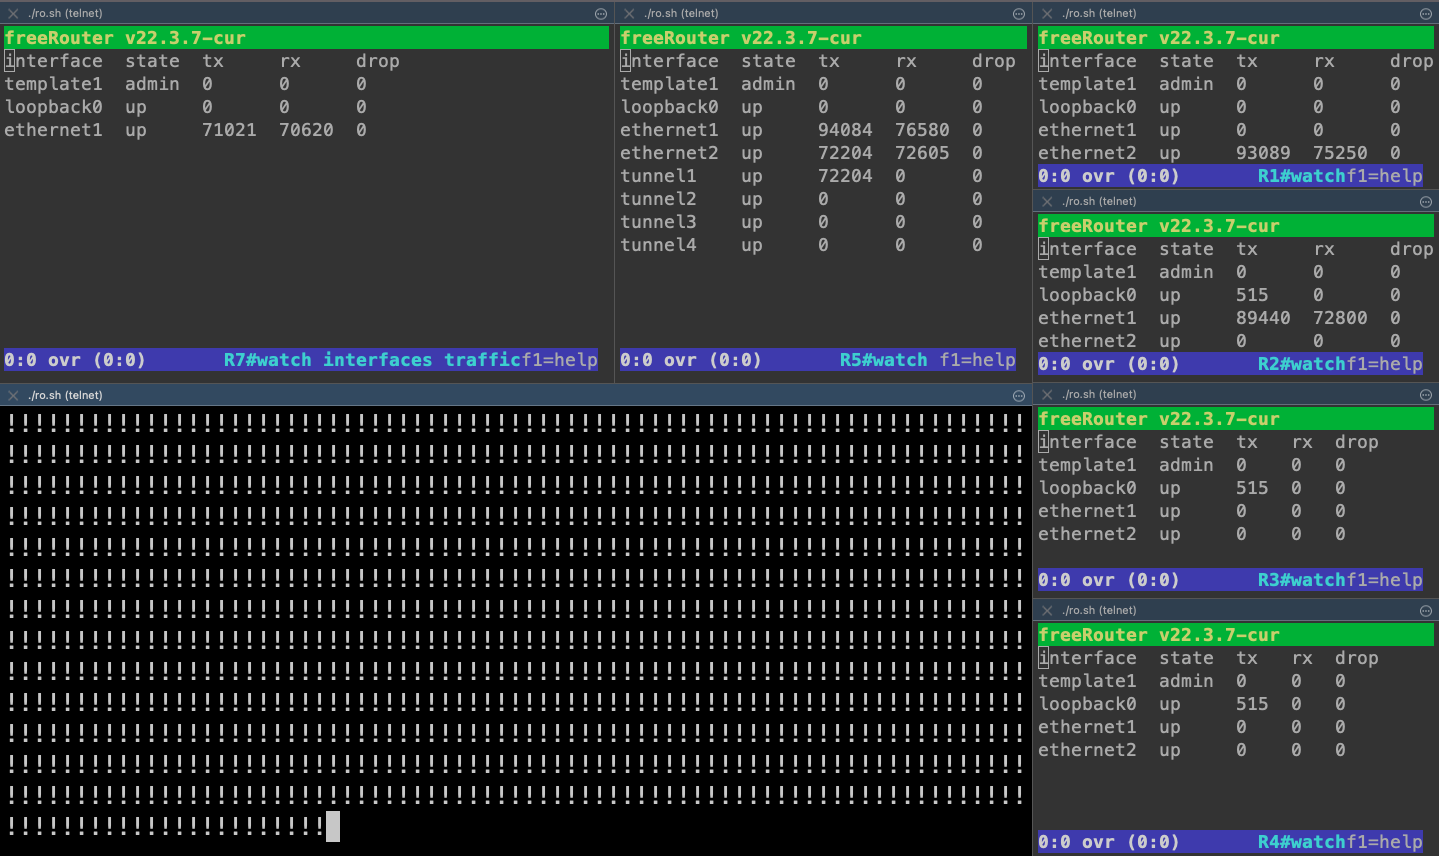 ./ro.sh (telnet)
freeRouter v22.3.7-cur
interface state tx rx drop
template1 admin 0 0 0
loopback0 up 0 0 0
ethernet1 up 71021 70620 0
0:0 ovr (0:0) R7#watch interfaces trafficf1=help
./ro.sh (telnet)
freeRouter v22.3.7-cur
interface state tx rx drop
template1 admin 0 0 0
loopback0 up 0 0 0
ethernet1 up 94084 76580 0
ethernet2 up 72204 72605 0
tunnel1 up 72204 0 0
tunnel2 up 0 0 0
tunnel3 up 0 0 0
tunnel4 up 0 0 0
0:0 ovr (0:0) R5#watch f1=help
./ro.sh (telnet)
freeRouter v22.3.7-cur
interface state tx rx drop
template1 admin 0 0 0
loopback0 up 0 0 0
ethernet1 up 0 0 0
ethernet2 up 93089 75250 0
0:0 ovr (0:0) R1#watchf1=help
./ro.sh (telnet)
freeRouter v22.3.7-cur
interface state tx rx drop
template1 admin 0 0 0
loopback0 up 515 0 0
ethernet1 up 89440 72800 0
ethernet2 up 0 0 0
0:0 ovr (0:0) R2#watchf1=help
./ro.sh (telnet)
!!!!!!!!!!!!!!!!!!!!!!!!!!!!!!!!!!!!!!!!!!!!!!!!!!!!!!!!!!!!!!!!!!!!!!!!!
!!!!!!!!!!!!!!!!!!!!!!!!!!!!!!!!!!!!!!!!!!!!!!!!!!!!!!!!!!!!!!!!!!!!!!!!!
!!!!!!!!!!!!!!!!!!!!!!!!!!!!!!!!!!!!!!!!!!!!!!!!!!!!!!!!!!!!!!!!!!!!!!!!!
!!!!!!!!!!!!!!!!!!!!!!!!!!!!!!!!!!!!!!!!!!!!!!!!!!!!!!!!!!!!!!!!!!!!!!!!!
!!!!!!!!!!!!!!!!!!!!!!!!!!!!!!!!!!!!!!!!!!!!!!!!!!!!!!!!!!!!!!!!!!!!!!!!!
!!!!!!!!!!!!!!!!!!!!!!!!!!!!!!!!!!!!!!!!!!!!!!!!!!!!!!!!!!!!!!!!!!!!!!!!!
!!!!!!!!!!!!!!!!!!!!!!!!!!!!!!!!!!!!!!!!!!!!!!!!!!!!!!!!!!!!!!!!!!!!!!!!!
!!!!!!!!!!!!!!!!!!!!!!!!!!!!!!!!!!!!!!!!!!!!!!!!!!!!!!!!!!!!!!!!!!!!!!!!!
!!!!!!!!!!!!!!!!!!!!!!!!!!!!!!!!!!!!!!!!!!!!!!!!!!!!!!!!!!!!!!!!!!!!!!!!!
!!!!!!!!!!!!!!!!!!!!!!!!!!!!!!!!!!!!!!!!!!!!!!!!!!!!!!!!!!!!!!!!!!!!!!!!!
!!!!!!!!!!!!!!!!!!!!!!!!!!!!!!!!!!!!!!!!!!!!!!!!!!!!!!!!!!!!!!!!!!!!!!!!!
!!!!!!!!!!!!!!!!!!!!!!!!!!!!!!!!!!!!!!!!!!!!!!!!!!!!!!!!!!!!!!!!!!!!!!!!!
!!!!!!!!!!!!!!!!!!!!!!!!!!!!!!!!!!!!!!!!!!!!!!!!!!!!!!!!!!!!!!!!!!!!!!!!!
!!!!!!!!!!!!!!!!!!!!!!!
./ro.sh (telnet)
freeRouter v22.3.7-cur
interface state tx rx drop
template1 admin 0 0 0
loopback0 up 515 0 0
ethernet1 up 0 0 0
ethernet2 up 0 0 0
0:0 ovr (0:0) R3#watchf1=help
./ro.sh (telnet)
freeRouter v22.3.7-cur
interface state tx rx drop
template1 admin 0 0 0
loopback0 up 515 0 0
ethernet1 up 0 0 0
ethernet2 up 0 0 0
0:0 ovr (0:0) R4#watchf1=help